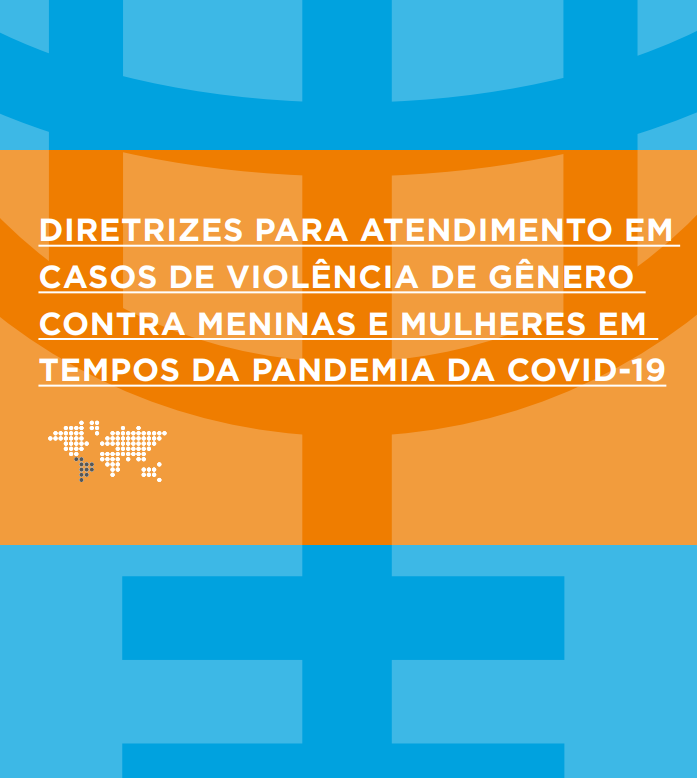 DIRETRIZES PARA ATENDIMENTO EM
CASOS DE VIOLÊNCIA DE GÊNERO
CONTRA MENINAS E MULHERES EM
TEMPOS DA PANDEMIA DA COVID-19